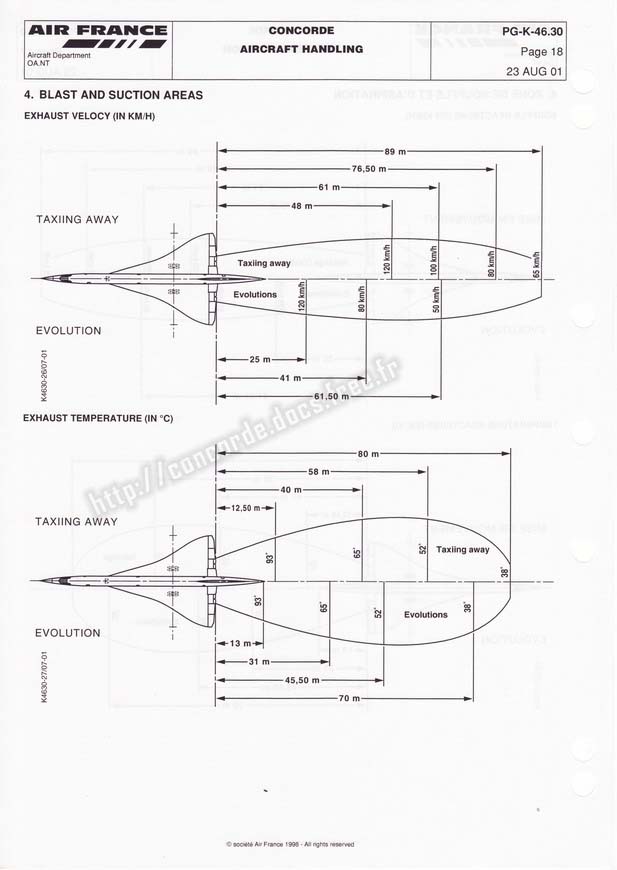 AIR FRANCE
Aircraft Department
OA.NT
CONCORDE
AIRCRAFT HANDLING
PG-K-46.30
Page 18
23 AUG 01
4. BLAST AND SUCTION AREAS
EXHAUST VELOCY (IN KM/H)
89 m
76,50 m
61 m
48 m
TAXIING AWAY
Taxiing away
120 km/h
100 km/h
80 km/h
65 km/h
Evolutions
120 km/h
80 km/h
50 km/h
EVOLUTION
25 m
41 m
61.50 m
K4630-26/07-01
EXHAUST TEMPERATURE (IN °C)
80 m
58 m
40 m
12,50 m
TAXIING AWAY
93°
65°
52°
Taxiing away
38°
93°
65°
52°
Evolutions
38°
EVOLUTION
13 m
31 m
45,50 m
70 m
K4630-27/07-01
http://concorde.docs.free.fr
© société Air France 1998 - All rights reserved